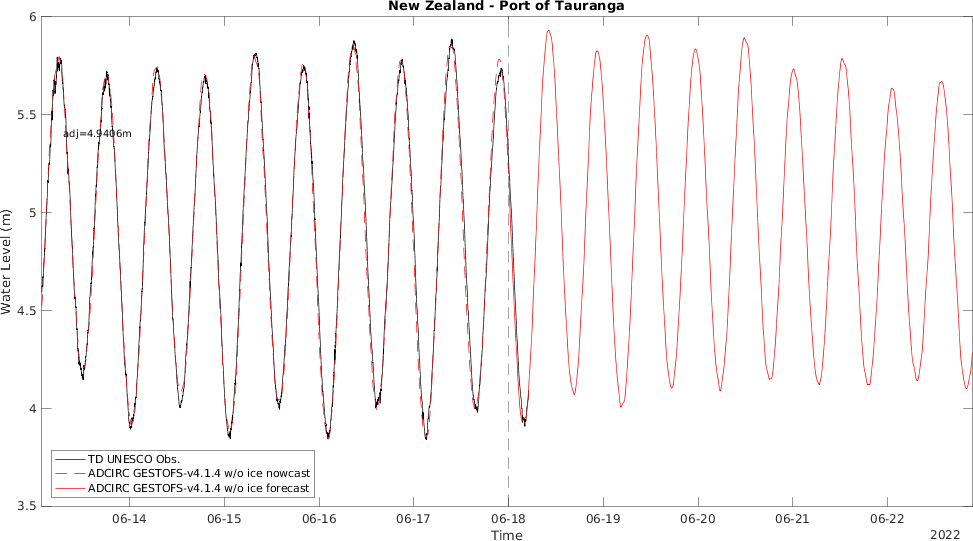 New Zealand - Port of Tauranga
6
5.5
5
4.5
4
3.5
Water Level (m)
adj=4.9406m
TD UNESCO Obs.
ADCIRC GESTOFS-v4.1.4 w/o ice nowcast
ADCIRC GESTOFS-v4.1.4 w/o ice forecast
06-14 06-15 06-16 06-17 06-18 06-19 06-20 06-21 06-22
Time
2022